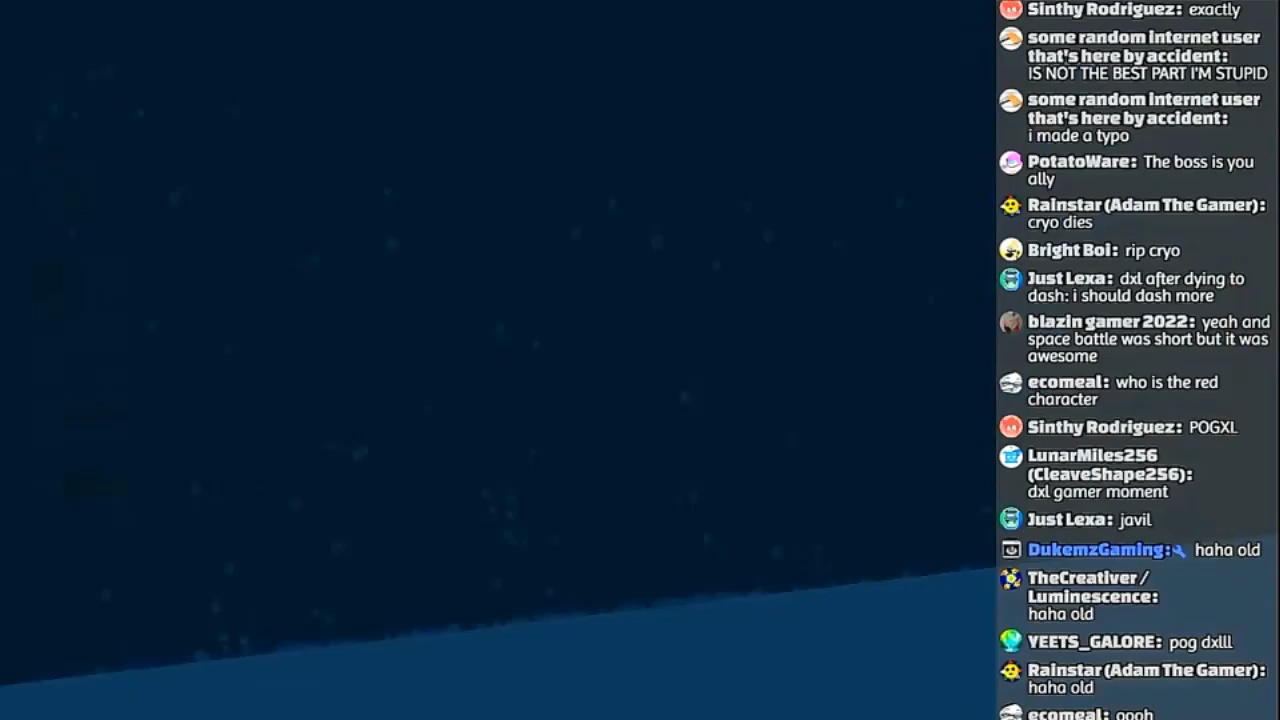 Sinthy Rodriguez: exactly
some random internet user
that's here by accident:
IS NOT THE BEST PART I'M STUPID
some random internet user
that's here by accident:
i made a typo
PotatoWare: The boss is you
ally
Rainstar (Adam The Gamer):
cryo dies
Bright Boi: rip cryo
Just Lexa: dxl after dying to
dash: i should dash more
blazin gamer 2022: yeah and
space battle was short but it was
awesome
ecomeal: who is the red
character
Sinthy Rodriguez: POGXL
LunarMiles256
(CleaveShape256):
dxl gamer moment
Just Lexa: javil
DukemzGaming: haha old
TheCreativer /
Luminescence:
haha old
YEETS_GALORE: pog dxlll
Rainstar (Adam The Gamer):
haha old
ecomeal: oooh